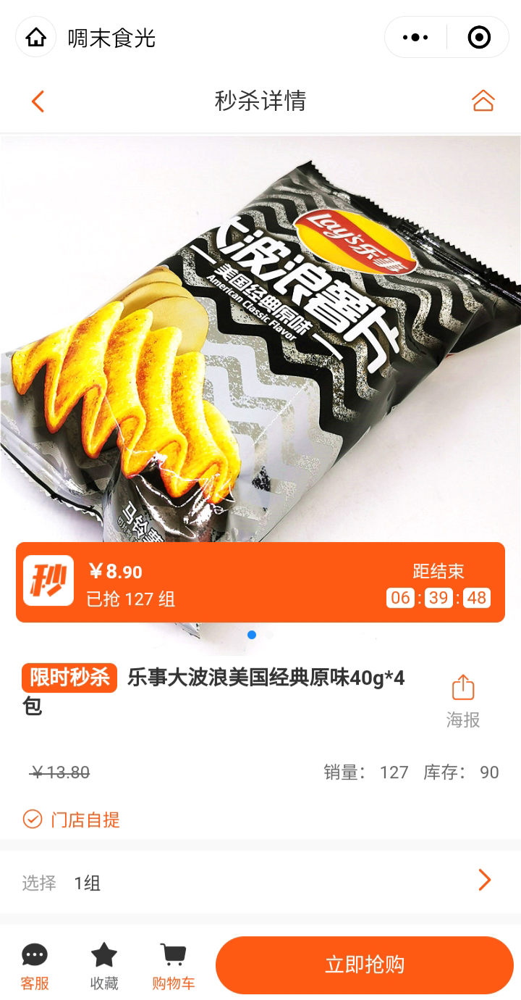 啁末食光
秒杀详情
Lay's乐事
大波浪薯片
美国经典原味
American Classic Flavor
马铃薯
秒
￥8.90
已抢 127 组
距结束
06:39:48
限时秒杀 乐事大波浪美国经典原味40g*4
包
海报
￥13.80
销量： 127 库存： 90
门店自提
选择 1组
客服 收藏 购物车 立即抢购